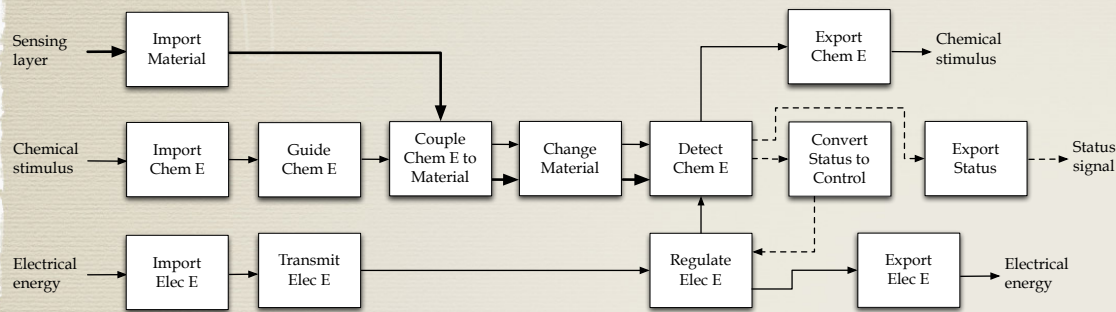 Sensing
layer
Import
Material
Export
Chem E
Chemical
stimulus
Chemical
stimulus
Import
Chem E
Guide
Chem E
Couple
Chem E to
Material
Change
Material
Detect
Chem E
Convert
Status to
Control
Export
Status
Status
signal
Electrical
energy
Import
Elec E
Transmit
Elec E
Regulate
Elec E
Export
Elec E
Electrical
energy